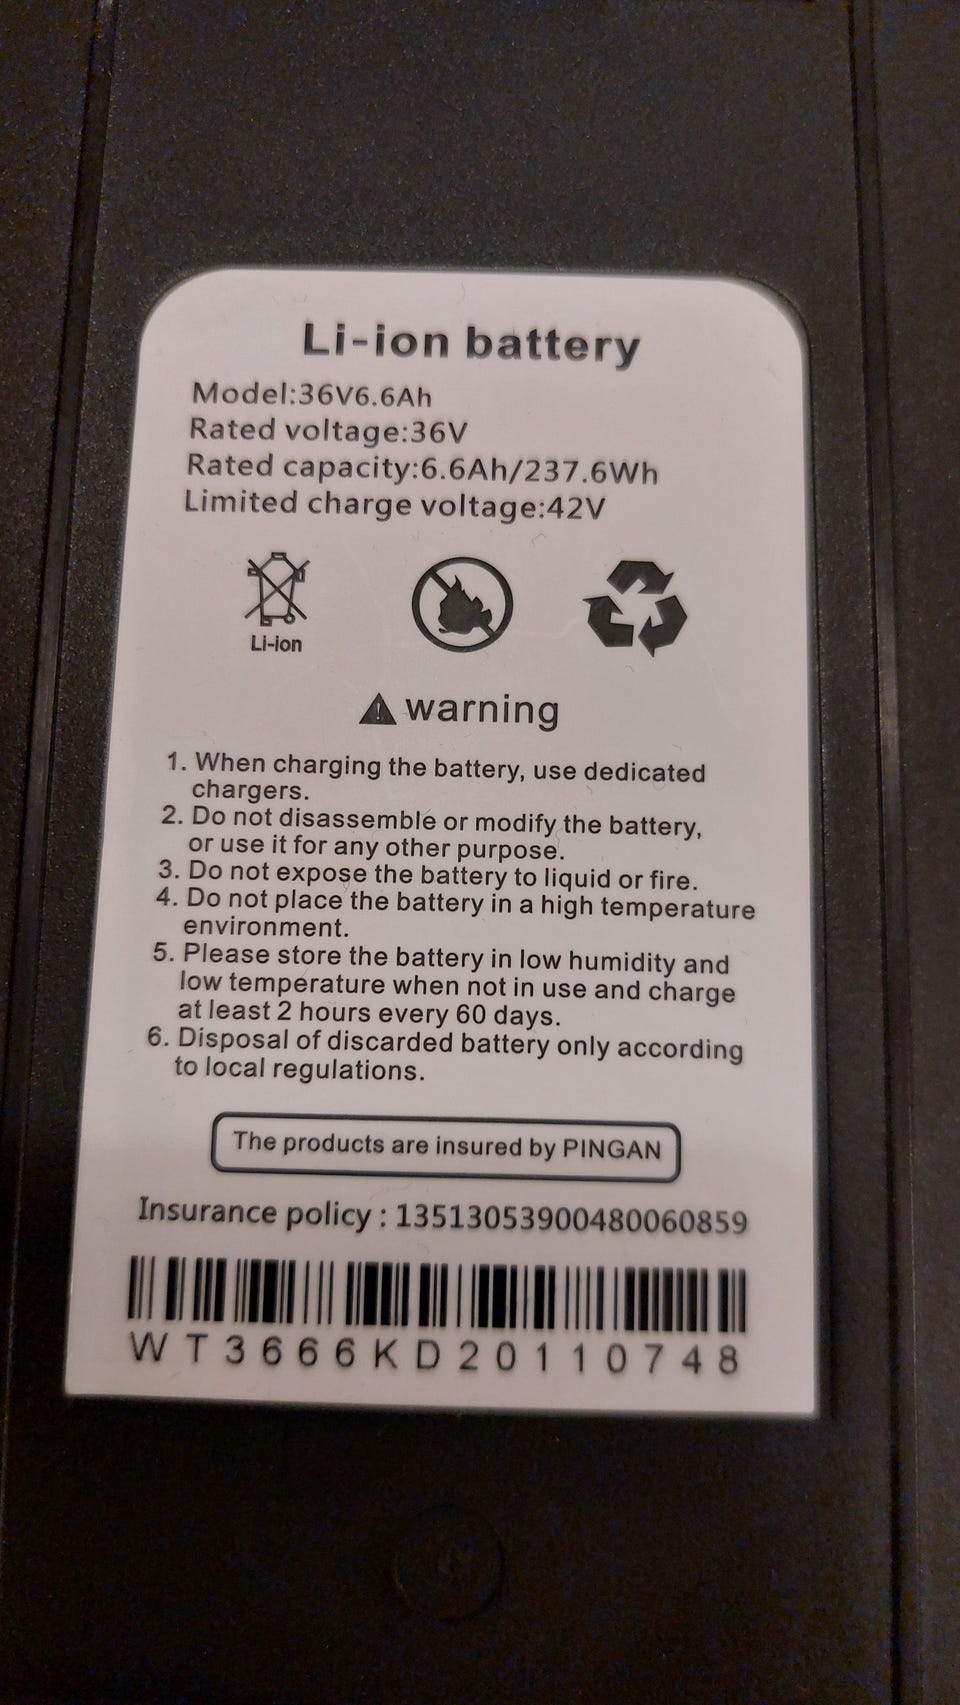 Li-ion battery
Model:36V6.6Ah
Rated voltage:36V
Rated capacity:6.6Ah/237.6Wh
Limited charge voltage:42V
Li-ion
warning
1. When charging the battery, use dedicated
chargers.
2. Do not disassemble or modify the battery,
or use it for any other purpose.
3. Do not expose the battery to liquid or fire.
4. Do not place the battery in a high temperature
environment.
5. Please store the battery in low humidity and
low temperature when not in use and charge
at least 2 hours every 60 days.
6. Disposal of discarded battery only according
to local regulations.
The products are insured by PINGAN
Insurance policy : 13513053900480060859
WT3666KD20110748